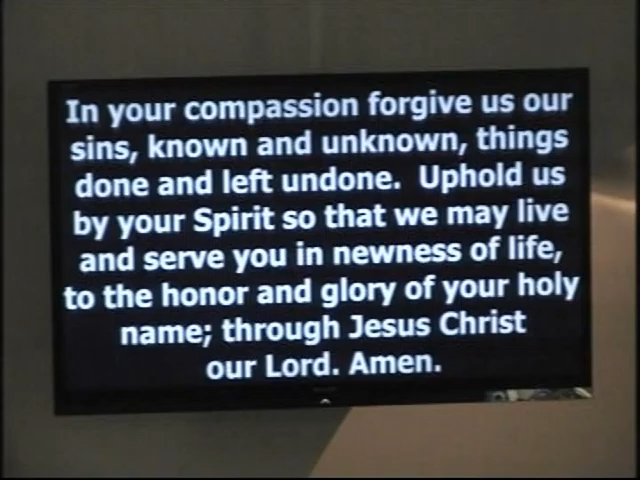 In your compassion forgive us our
sins, known and unknown, things
done and left undone.  Uphold us
by your Spirit so that we may live
and serve you in newness of life,
to the honor and glory of your holy
name; through Jesus Christ
our Lord. Amen.